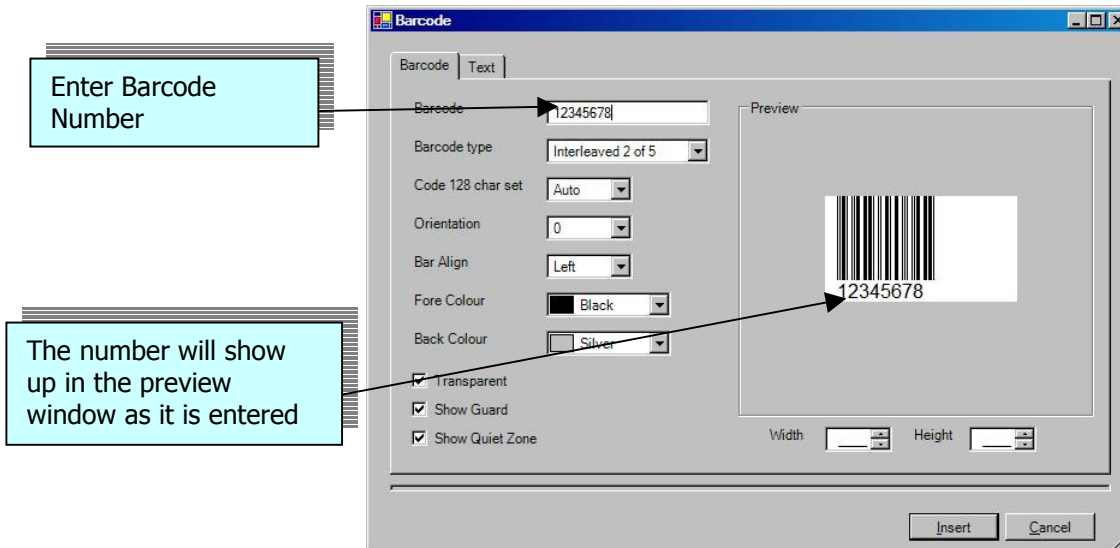 Barcode
Barcode Text
Enter Barcode
Number
Barcode 12345678
Barcode type Interleaved 2 of 5
Code 128 char set Auto
Orientation 0
Bar Align Left
Fore Colour Black
Back Colour Silver
Transparent
Show Guard
Show Quiet Zone
Preview
12345678
Width Height
The number will show
up in the preview
window as it is entered
Insert Cancel